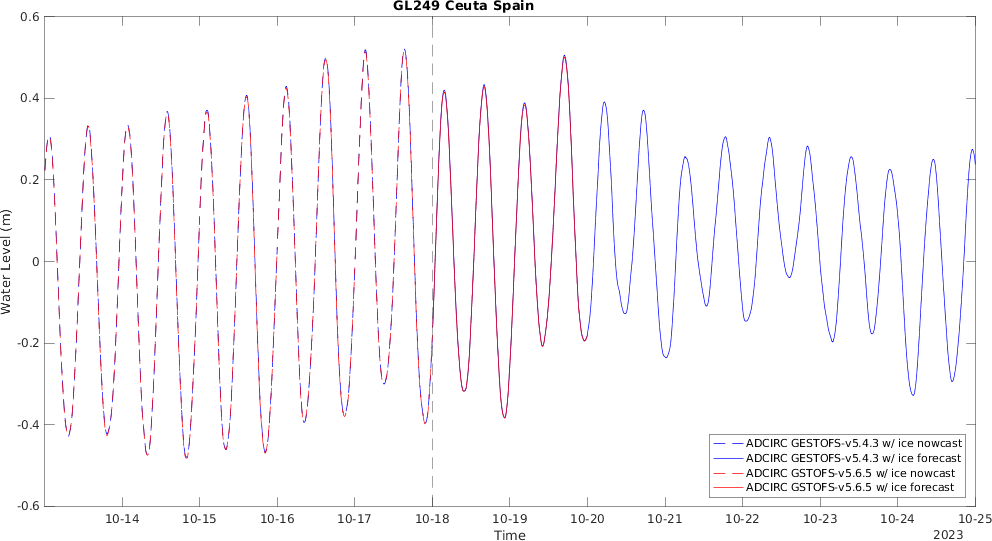 GL249 Ceuta Spain
0.6
0.4
0.2
0
-0.2
-0.4
-0.6
Water Level (m)
10-14
10-15
10-16
10-17
10-18
10-19
10-20
10-21
10-22
10-23
10-24
10-25
Time
2023
ADCIRC GESTOFS-v5.4.3 w/ ice nowcast
ADCIRC GESTOFS-v5.4.3 w/ ice forecast
ADCIRC GSTOFS-v5.6.5 w/ ice nowcast
ADCIRC GSTOFS-v5.6.5 w/ ice forecast